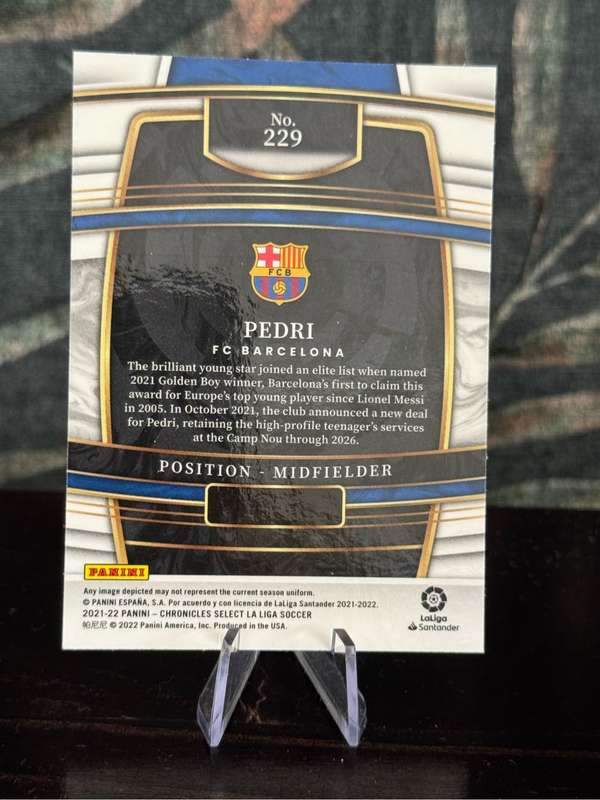 No.
229
FCB
PEDRI
FC BARCELONA
The brilliant young star joined an elite list when named
2021 Golden Boy winner, Barcelona's first to claim this
award for Europe's top young player since Lionel Messi
in 2005. In October 2021, the club announced a new deal
for Pedri, retaining the high-profile teenager's services
at the Camp Nou through 2026.
POSITION - MIDFIELDER
PANINI
Any image depicted may not represent the current season uniform.
© PANINI ESPAÑA, S.A. Por acuerdo y con licencia de LaLiga Santander 2021-2022.
2021-22 PANINI – CHRONICLES SELECT LA LIGA SOCCER
帕尼尼 © 2022 Panini America, Inc. Produced in the USA.
LaLiga
Santander